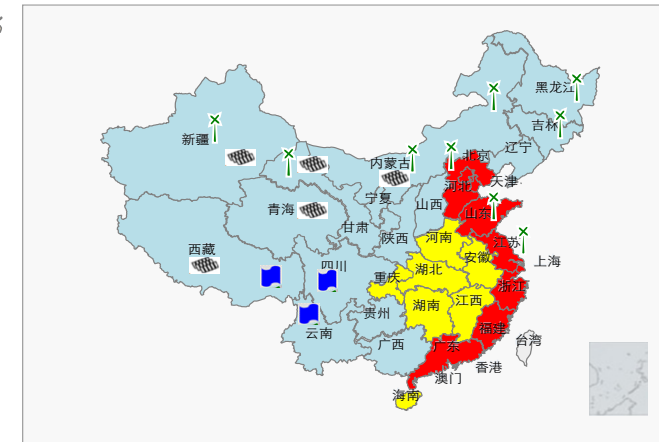 黑龙江
吉林
辽宁
新疆
内蒙古
北京
天津
河北
宁夏
山西
山东
青海
甘肃
陕西
河南
江苏
西藏
四川
重庆
湖北
安徽
上海
浙江
湖南
江西
贵州
云南
福建
广西
广东
台湾
香港
澳门
海南